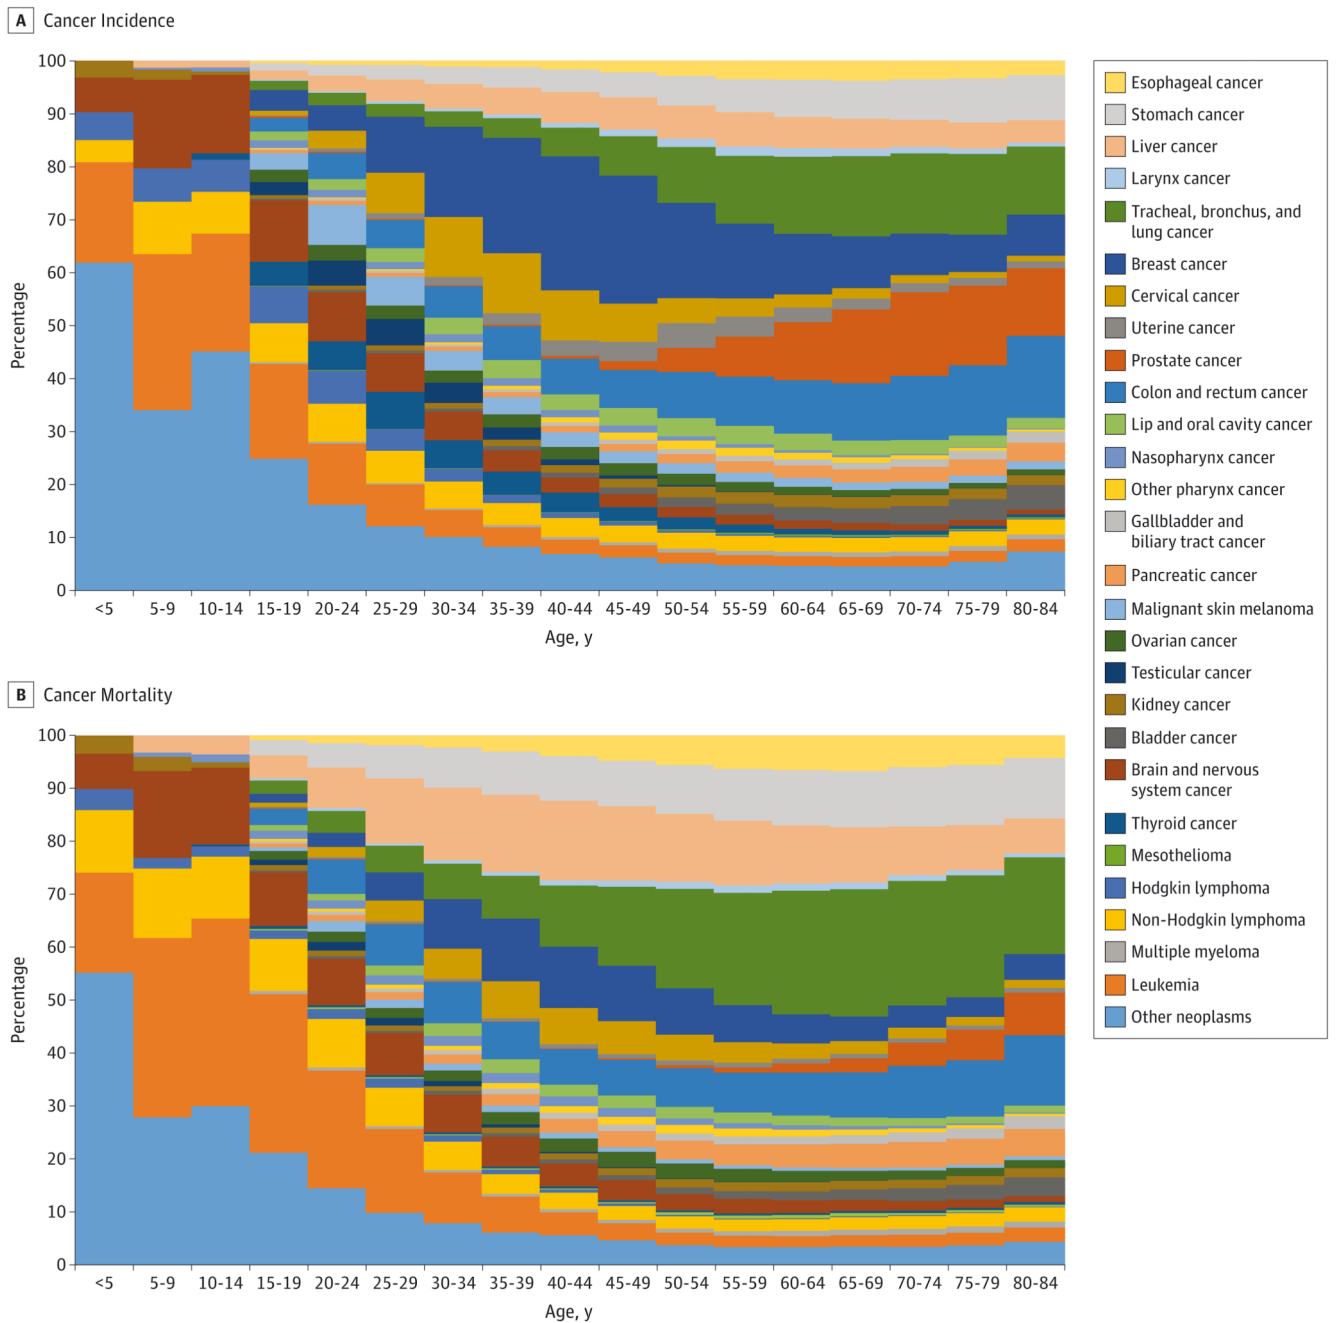 A Cancer Incidence
100
90
80
70
60
50
40
30
20
10
0
Percentage
<5 5-9 10-14 15-19 20-24 25-29 30-34 35-39 40-44 45-49 50-54 55-59 60-64 65-69 70-74 75-79 80-84
Age, y
B Cancer Mortality
100
90
80
70
60
50
40
30
20
10
0
Percentage
<5 5-9 10-14 15-19 20-24 25-29 30-34 35-39 40-44 45-49 50-54 55-59 60-64 65-69 70-74 75-79 80-84
Age, y
Esophageal cancer
Stomach cancer
Liver cancer
Larynx cancer
Tracheal, bronchus, and
lung cancer
Breast cancer
Cervical cancer
Uterine cancer
Prostate cancer
Colon and rectum cancer
Lip and oral cavity cancer
Nasopharynx cancer
Other pharynx cancer
Gallbladder and
biliary tract cancer
Pancreatic cancer
Malignant skin melanoma
Ovarian cancer
Testicular cancer
Kidney cancer
Bladder cancer
Brain and nervous
system cancer
Thyroid cancer
Mesothelioma
Hodgkin lymphoma
Non-Hodgkin lymphoma
Multiple myeloma
Leukemia
Other neoplasms